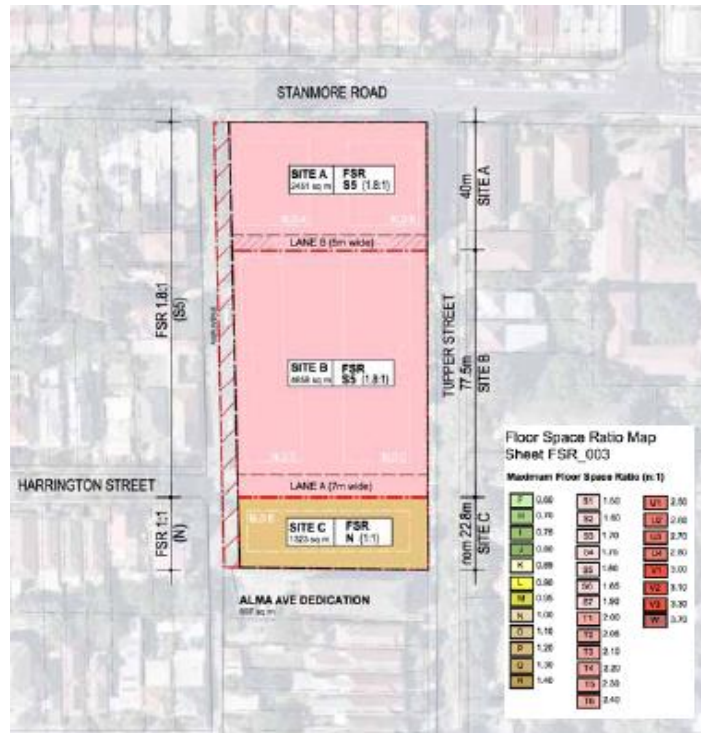 STANMORE ROAD
SITE A
2451 sq m
FSR
S5 (1.8:1)
40m
SITE A
LANE B (5m wide)
FSR 1.8:1
(S5)
TUPPER STREET
77.5m
SITE B
SITE B
FSR
S5 (1.8:1)
Floor Space Ratio Map
Sheet FSR_003
Maximum Floor Space Ratio (n:1)
HARRINGTON STREET
LANE A (7m wide)
FSR 1:1
(N)
SITE C
1323 sq m
FSR
N (1:1)
nom 22.8m
SITE C
ALMA AVE DEDICATION
F 0.60
H 0.70
I 0.75
J 0.80
K 0.85
L 0.90
M 0.95
N 1.00
O 1.10
P 1.20
Q 1.30
R 1.40
S1 1.50
S2 1.60
S3 1.70
S4 1.75
S5 1.80
S6 1.85
S7 1.90
T1 2.00
T2 2.05
T3 2.10
T4 2.20
T5 2.30
T6 2.40
U1 2.50
U2 2.60
U3 2.70
U4 2.80
V1 3.00
V2 3.10
V3 3.30
W 3.70